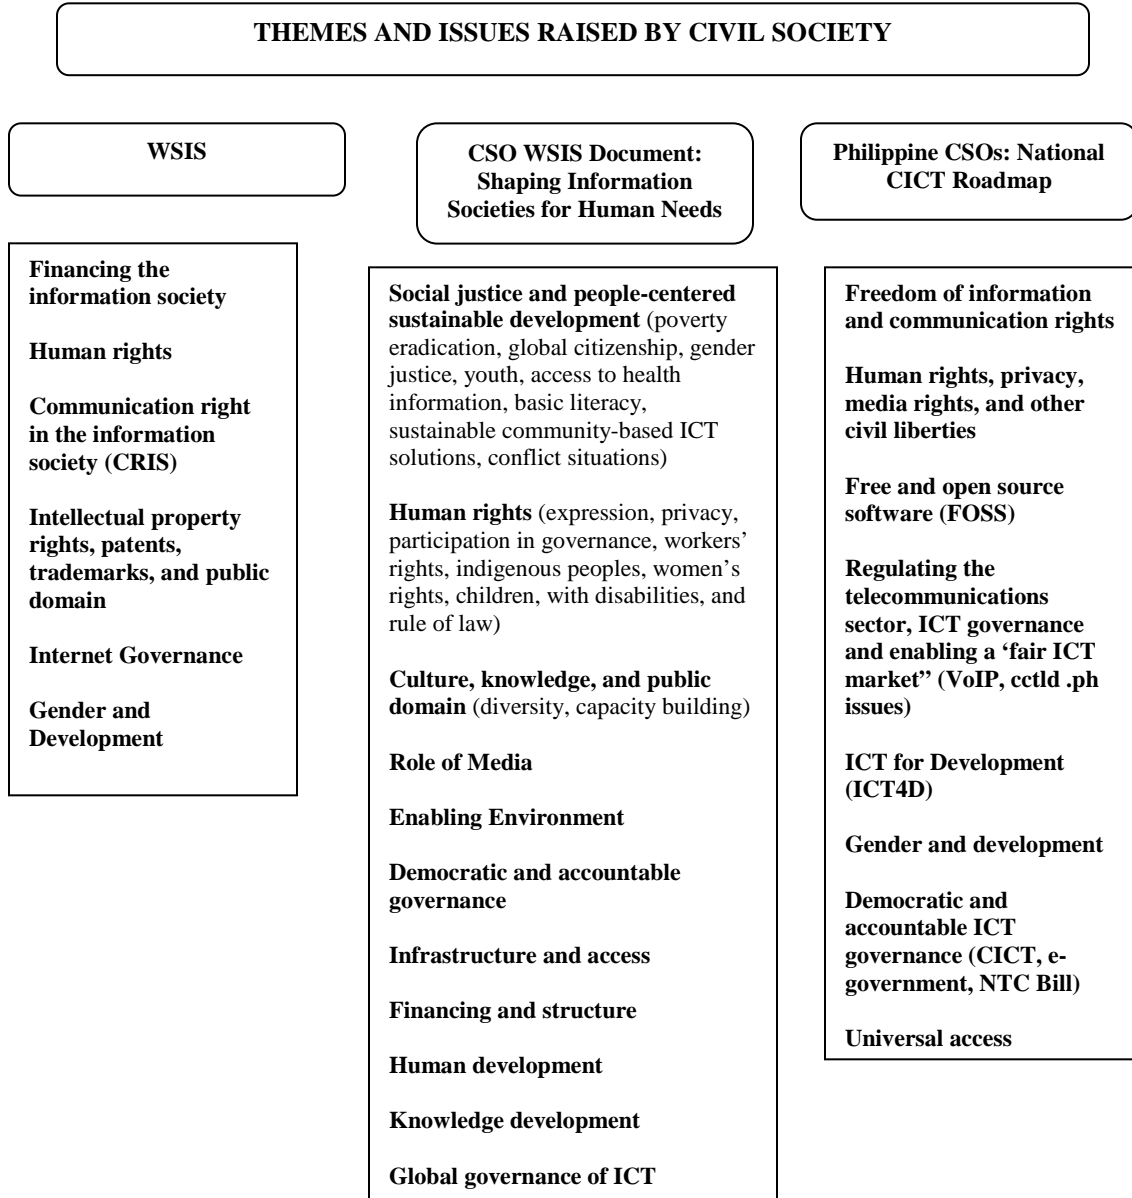 THEMES AND ISSUES RAISED BY CIVIL SOCIETY
WSIS
Financing the
information society
Human rights
Communication right
in the information
society (CRIS)
Intellectual property
rights, patents,
trademarks, and public
domain
Internet Governance
Gender and
Development
CSO WSIS Document:
Shaping Information
Societies for Human Needs
Social justice and people-centered
sustainable development (poverty
eradication, global citizenship, gender
justice, youth, access to health
information, basic literacy,
sustainable community-based ICT
solutions, conflict situations)
Human rights (expression, privacy,
participation in governance, workers’
rights, indigenous peoples, women’s
rights, children, with disabilities, and
rule of law)
Culture, knowledge, and public
domain (diversity, capacity building)
Role of Media
Enabling Environment
Democratic and accountable
governance
Infrastructure and access
Financing and structure
Human development
Knowledge development
Global governance of ICT
Philippine CSOs: National
CICT Roadmap
Freedom of information
and communication rights
Human rights, privacy,
media rights, and other
civil liberties
Free and open source
software (FOSS)
Regulating the
telecommunications
sector, ICT governance
and enabling a ‘fair ICT
market” (VoIP, cctld .ph
issues)
ICT for Development
(ICT4D)
Gender and development
Democratic and
accountable ICT
governance (CICT, e-
government, NTC Bill)
Universal access